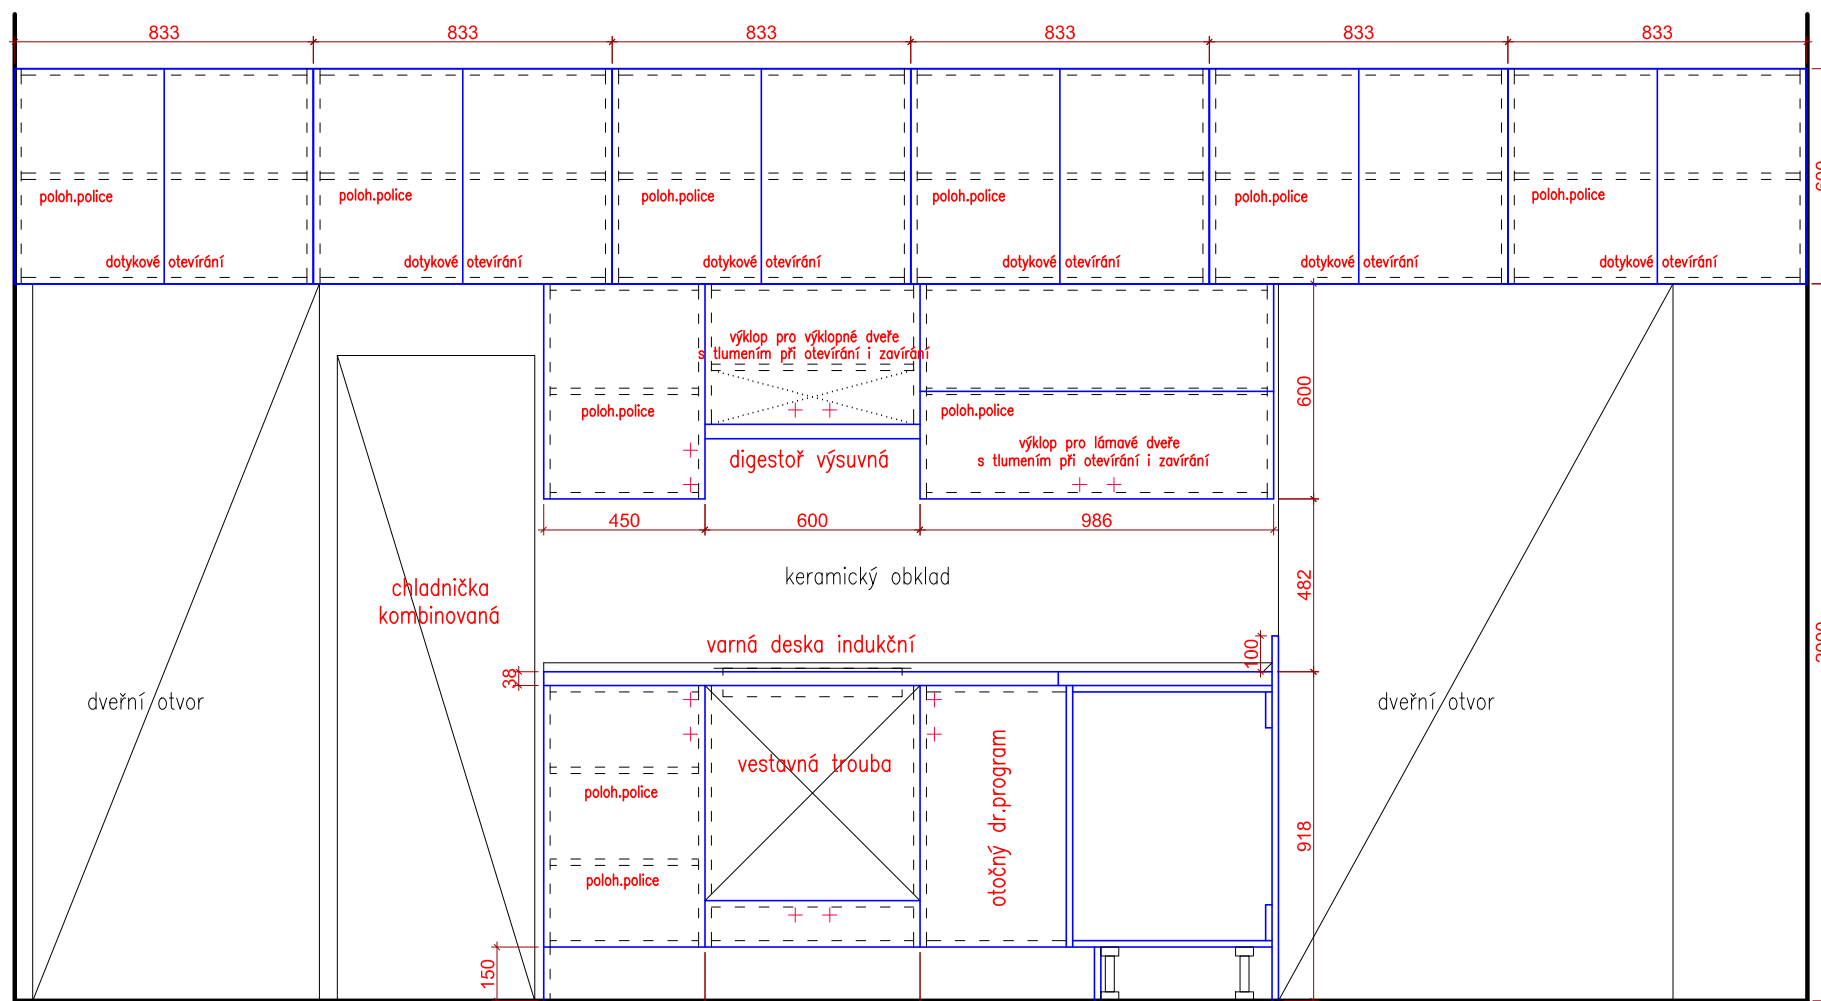 833 833 833 833 833 833
poloh.police poloh.police poloh.police poloh.police poloh.police poloh.police
dotykové otevírání dotykové otevírání dotykové otevírání dotykové otevírání dotykové otevírání dotykové otevírání
výklop pro výklopné dveře
s tlumením při otevírání i zavírání
600
poloh.police poloh.police
výklop pro lámavé dveře
s tlumením při otevírání i zavírání
digestoř výsuvná
450 600 986
keramický obklad
482
chladnička
kombinovaná
varná deska indukční
100
38
dveřní otvor
dveřní otvor
vestavná trouba
poloh.police
otočný dr.program
918
poloh.police
150